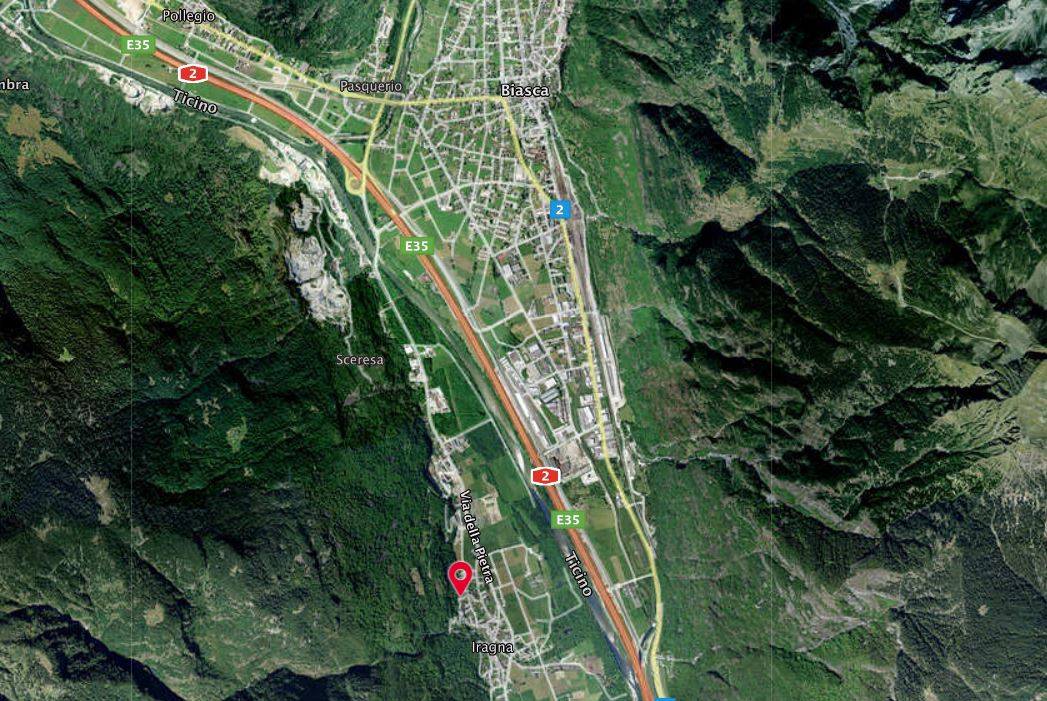 Pollegio
E35
2
mbra
Pasquerio
Biasca
Ticino
2
E35
Sceresa
2
Via della Pietra
E35
Ticino
Iragna